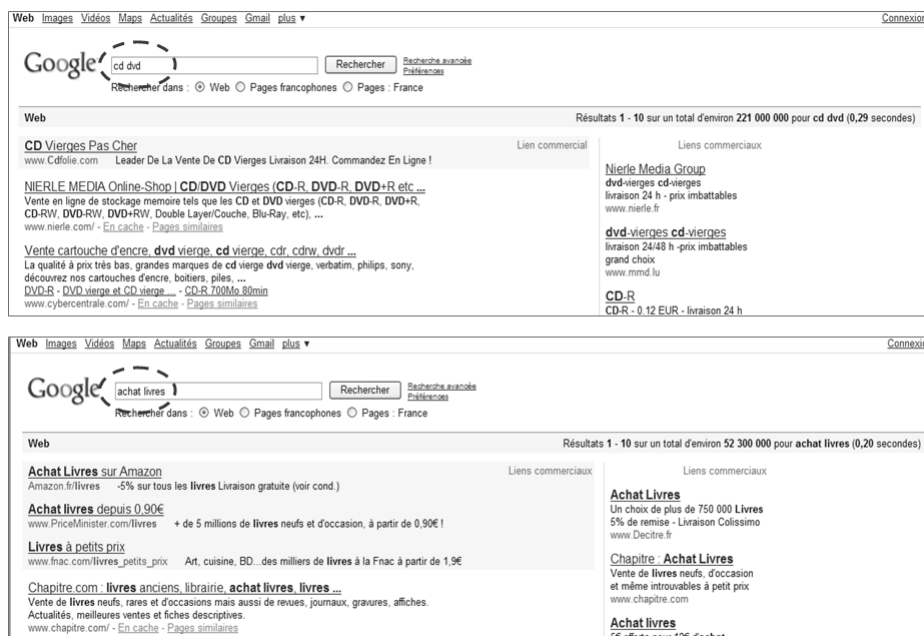 Web Images Vidéos Maps Actualités Groupes Gmail plus ▼ Connexion
Google cd dvd Rechercher Recherche avancée
Préférences
Rechercher dans : Web Pages francophones Pages : France
Web Résultats 1 - 10 sur un total d'environ 221 000 000 pour cd dvd (0,29 secondes)
CD Vierges Pas Cher Lien commercial
www.Cdfolie.com Leader De La Vente De CD Vierges Livraison 24H. Commandez En Ligne !
NIERLE MEDIA Online-Shop | CD/DVD Vierges (CD-R, DVD-R, DVD+R etc ...
Vente en ligne de stockage memoire tels que les CD et DVD vierges (CD-R, DVD-R, DVD+R,
CD-RW, DVD-RW, DVD+RW, Double Layer/Couche, Blu-Ray, etc), ...
www.nierle.com/ - En cache - Pages similaires
Vente cartouche d'encre, dvd vierge, cd vierge, cdr, cdrw, dvdr ...
La qualité à prix très bas, grandes marques de cd vierge dvd vierge, verbatim, philips, sony,
découvrez nos cartouches d'encre, boitiers, piles, ...
DVD-R - DVD vierge et CD vierge ... - CD-R 700Mo 80min
www.cybercentrale.com/ - En cache - Pages similaires
Liens commerciaux
Nierle Media Group
dvd-vierges cd-vierges
livraison 24 h - prix imbattables
www.nierle.fr
dvd-vierges cd-vierges
livraison 24/48 h -prix imbattables
grand choix
www.mmd.lu
CD-R
CD-R - 0.12 EUR - livraison 24 h
Web Images Vidéos Maps Actualités Groupes Gmail plus ▼ Connexio
Google achat livres Rechercher Recherche avancée
Préférences
Rechercher dans : Web Pages francophones Pages : France
Web Résultats 1 - 10 sur un total d'environ 52 300 000 pour achat livres (0,20 secondes)
Achat Livres sur Amazon Liens commerciaux
Amazon.fr/livres -5% sur tous les livres Livraison gratuite (voir cond.)
Achat livres depuis 0,90€
www.PriceMinister.com/livres + de 5 millions de livres neufs et d'occasion, à partir de 0,90€ !
Livres à petits prix
www.fnac.com/livres_petits_prix Art, cuisine, BD...des milliers de livres à la Fnac à partir de 1,9€
Chapitre.com : livres anciens, librairie, achat livres, livres ...
Vente de livres neufs, rares et d'occasions mais aussi de revues, journaux, gravures, affiches.
Actualités, meilleures ventes et fiches descriptives.
www.chapitre.com/ - En cache - Pages similaires
Liens commerciaux
Achat Livres
Un choix de plus de 750 000 Livres
5% de remise - Livraison Colissimo
www.Decitre.fr
Chapitre : Achat Livres
Vente de livres neufs, d'occasion
et même introuvables à petit prix
www.chapitre.com
Achat livres